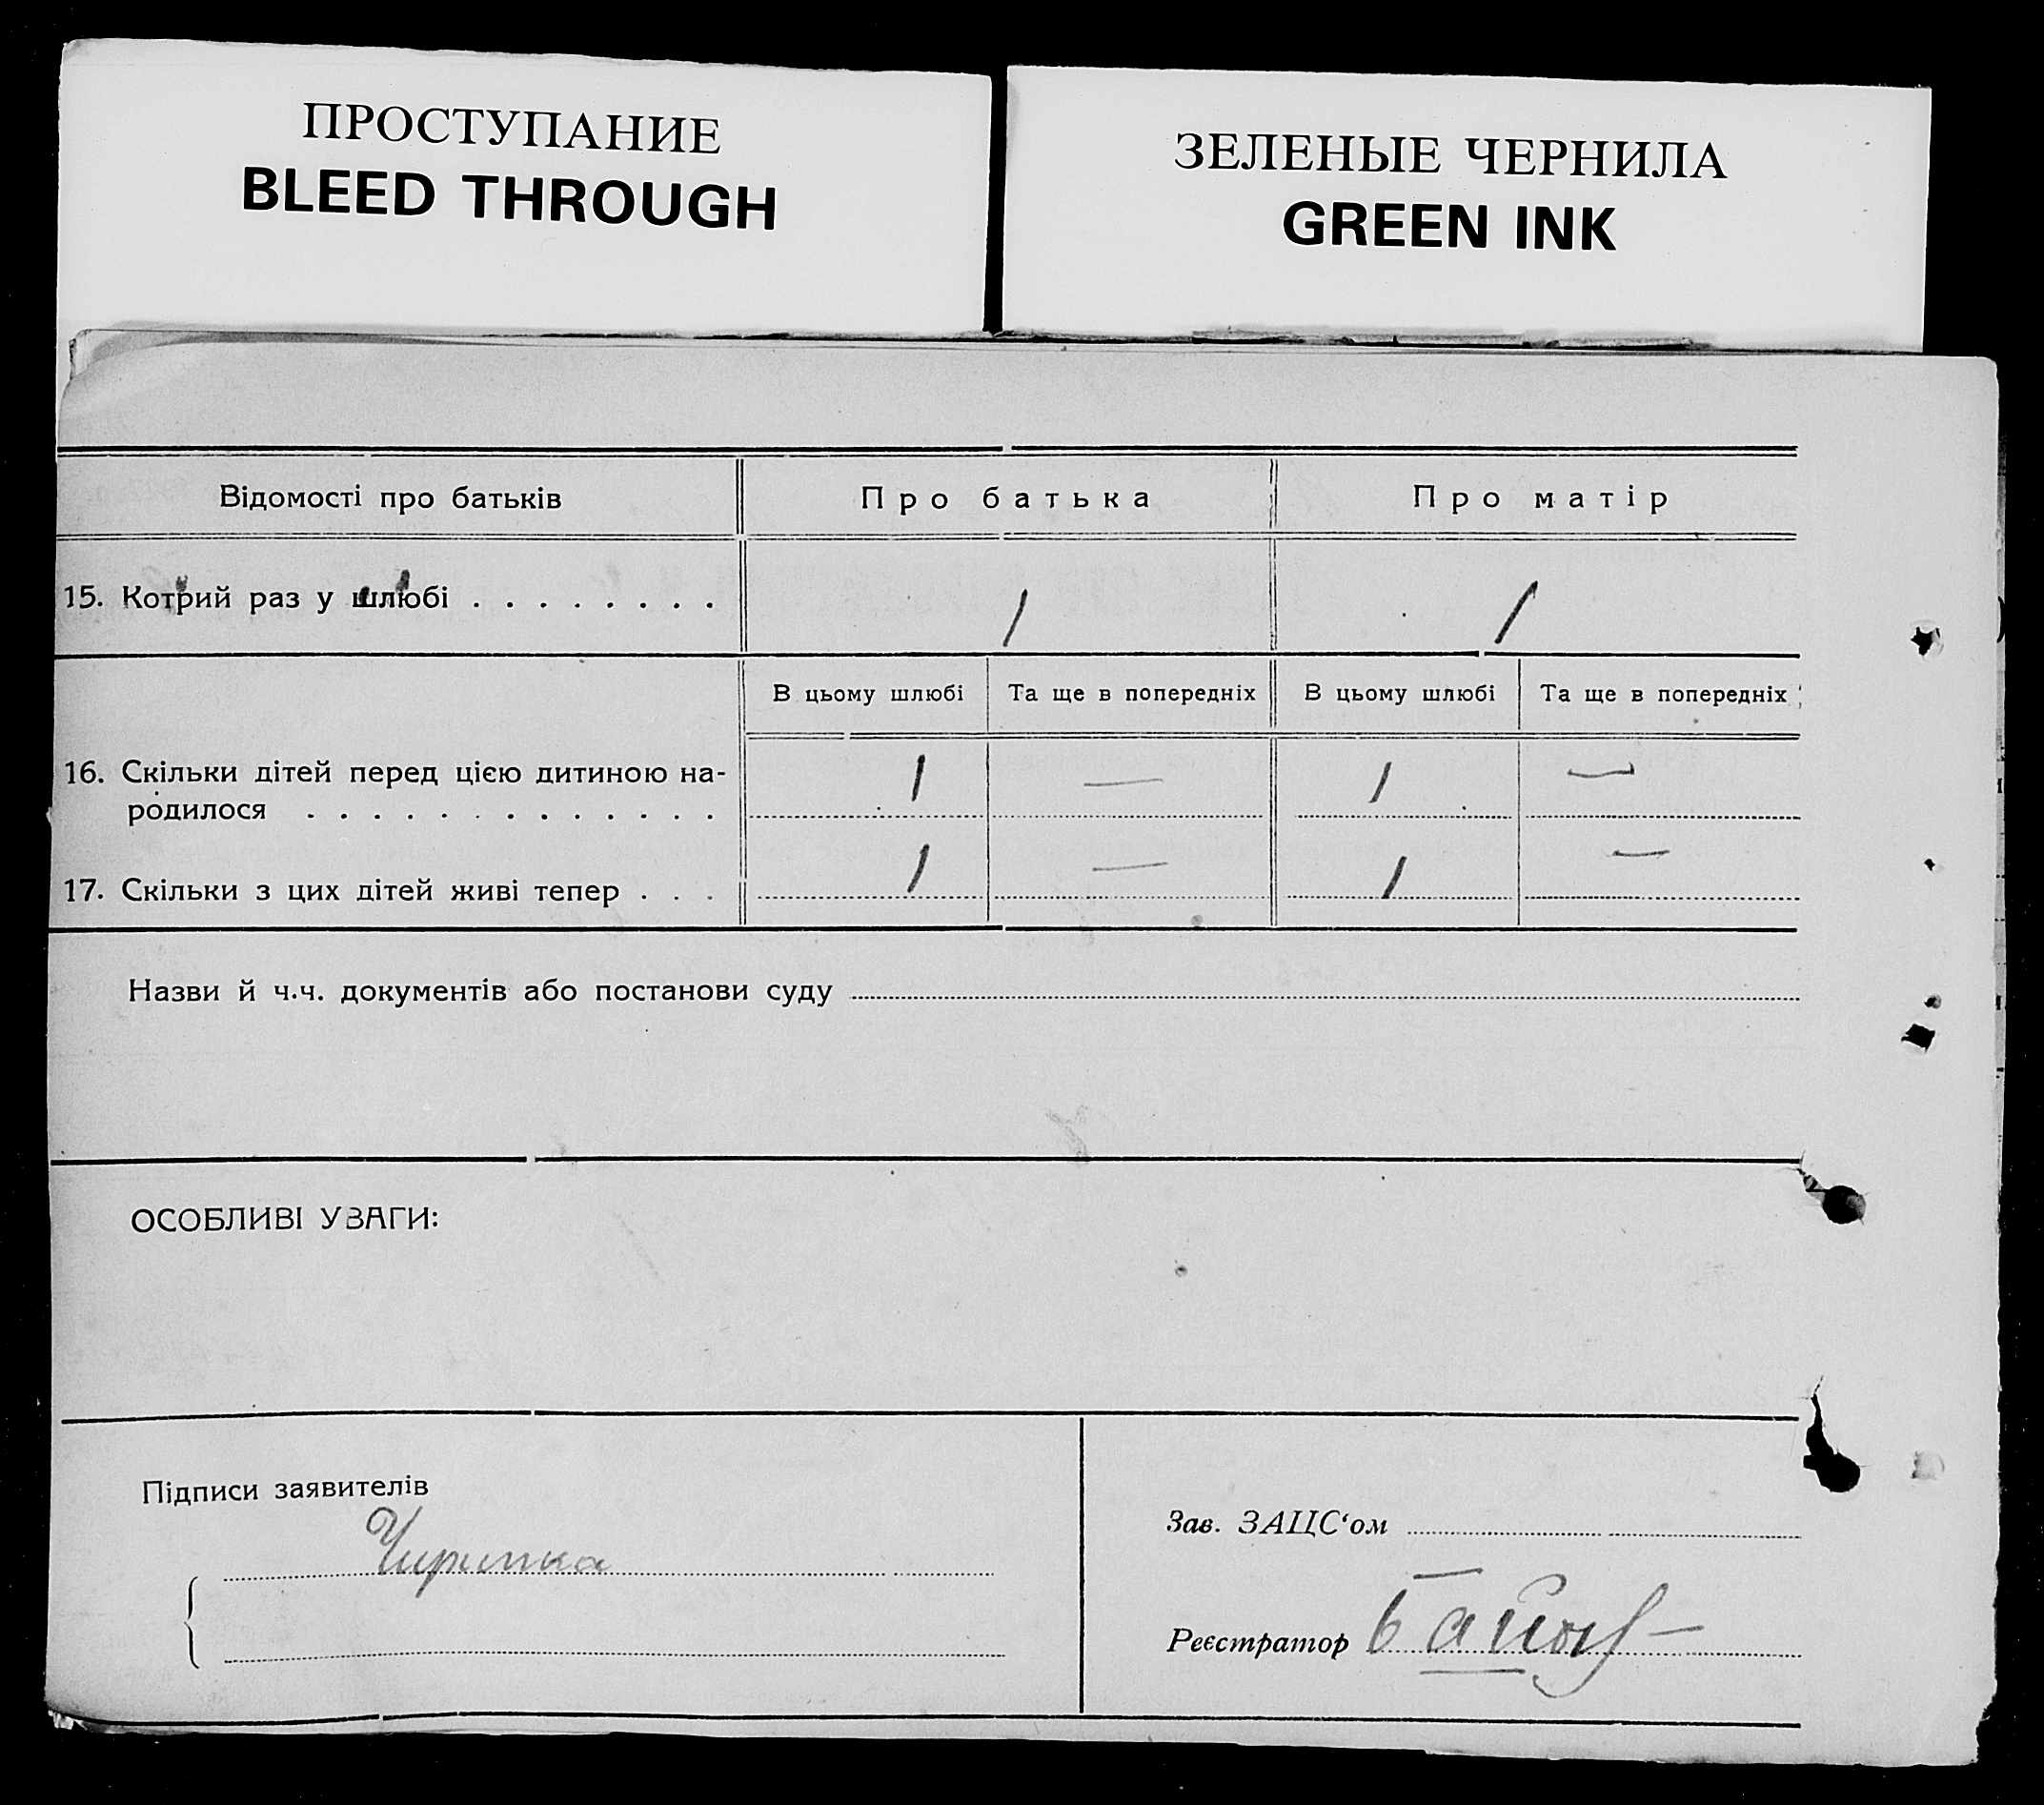 ПРОСТУПАНИЕ
BLEED THROUGH
ЗЕЛЕНЫЕ ЧЕРНИЛА
GREEN INK
Відомості про батьків Про батька Про матір
15. Котрий раз у шлюбі . . . . . . . . 1 1
В цьому шлюбі Та ще в попередніх В цьому шлюбі Та ще в попередніх
16. Скільки дітей перед цією дитиною на- 1 — 1 —
родилося . . . . . . . . . . . . .
17. Скільки з цих дітей живі тепер . . . 1 — 1 —
Назви й ч.ч. документів або постанови суду
ОСОБЛИВІ УВАГИ:
Підписи заявителів
Зав. ЗАЦС‘ом
Реєстратор